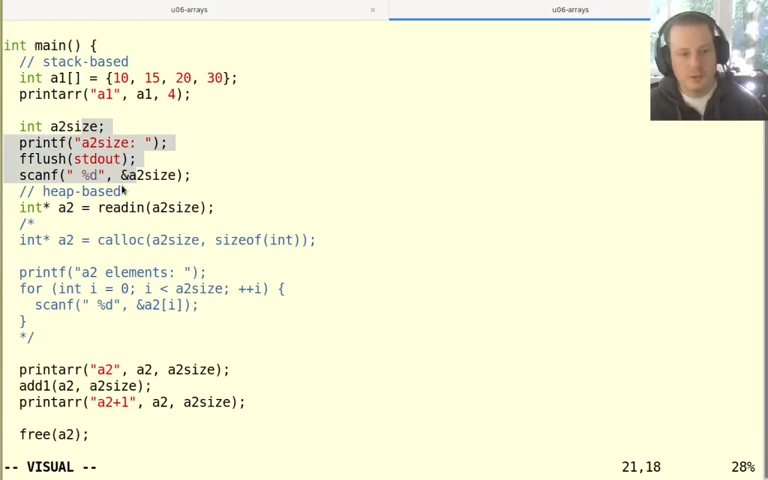 u06-arrays × u06-arrays
int main() {
// stack-based
int a1[] = {10, 15, 20, 30};
printarr("a1", a1, 4);
int a2size;
printf("a2size: ");
fflush(stdout);
scanf(" %d", &a2size);
// heap-based
int* a2 = readin(a2size);
/*
int* a2 = calloc(a2size, sizeof(int));
printf("a2 elements: ");
for (int i = 0; i < a2size; ++i) {
scanf(" %d", &a2[i]);
}
*/
printarr("a2", a2, a2size);
add1(a2, a2size);
printarr("a2+1", a2, a2size);
free(a2);
-- VISUAL -- 21,18 28%